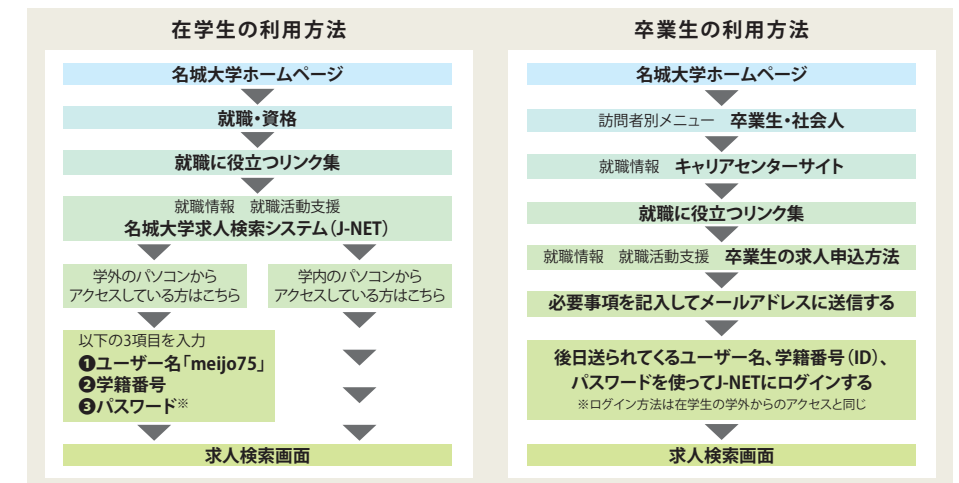 在学生の利用方法
名城大学ホームページ
就職・資格
就職に役立つリンク集
就職情報 就職活動支援
名城大学求人検索システム(J-NET)
学外のパソコンから
アクセスしている方はこちら
学内のパソコンから
アクセスしている方はこちら
以下の3項目を入力
❶ユーザー名「meijo75」
❷学籍番号
❸パスワード※
求人検索画面
卒業生の利用方法
名城大学ホームページ
訪問者別メニュー 卒業生・社会人
就職情報 キャリアセンターサイト
就職に役立つリンク集
就職情報 就職活動支援 卒業生の求人申込方法
必要事項を記入してメールアドレスに送信する
後日送られてくるユーザー名、学籍番号(ID)、
パスワードを使ってJ-NETにログインする
※ログイン方法は在学生の学外からのアクセスと同じ
求人検索画面